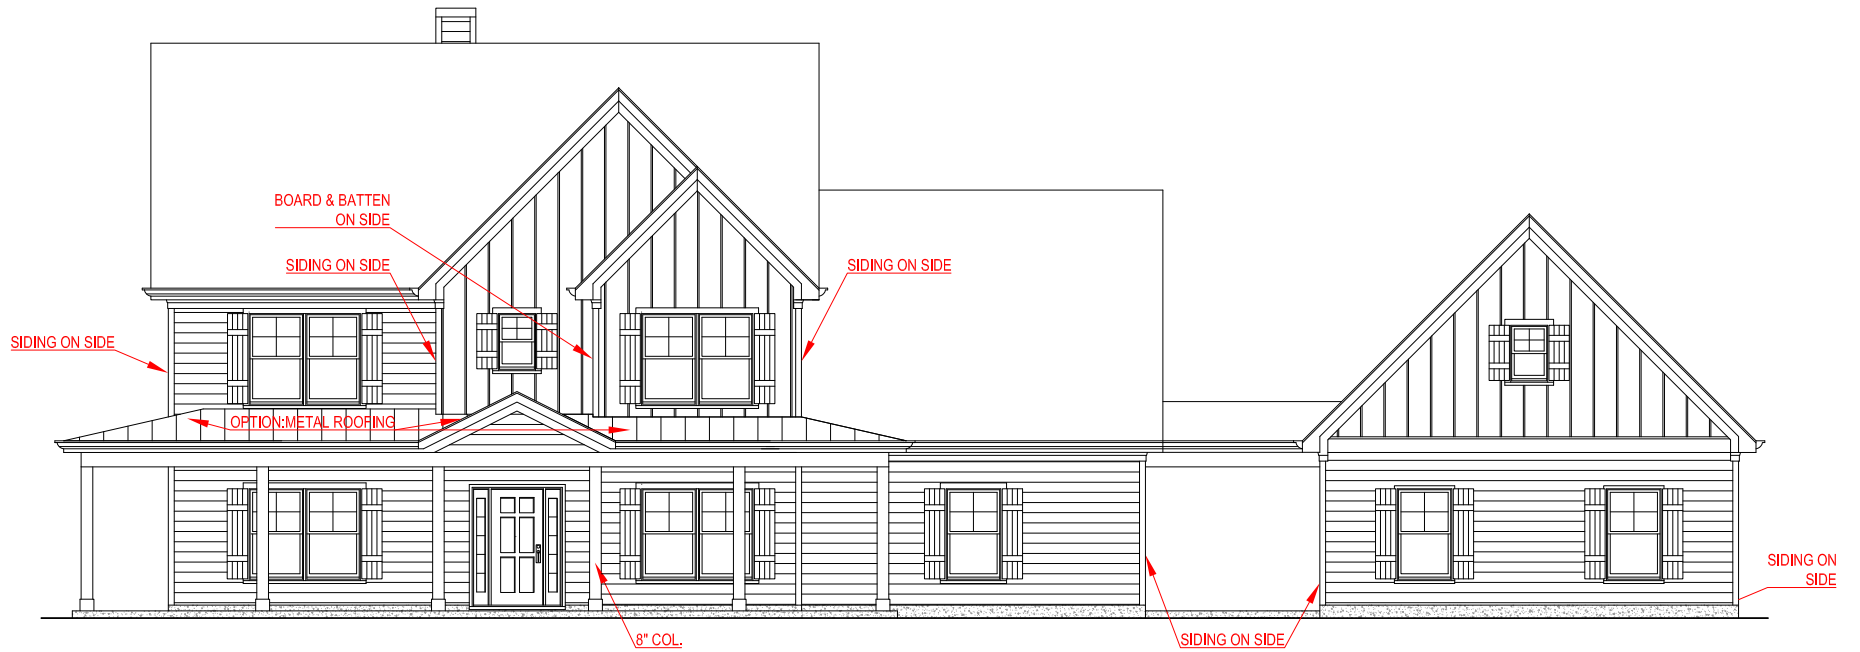 BOARD & BATTEN
ON SIDE
SIDING ON SIDE
SIDING ON SIDE
SIDING ON SIDE
OPTION:METAL ROOFING
SIDING ON
SIDE
8" COL.
SIDING ON SIDE